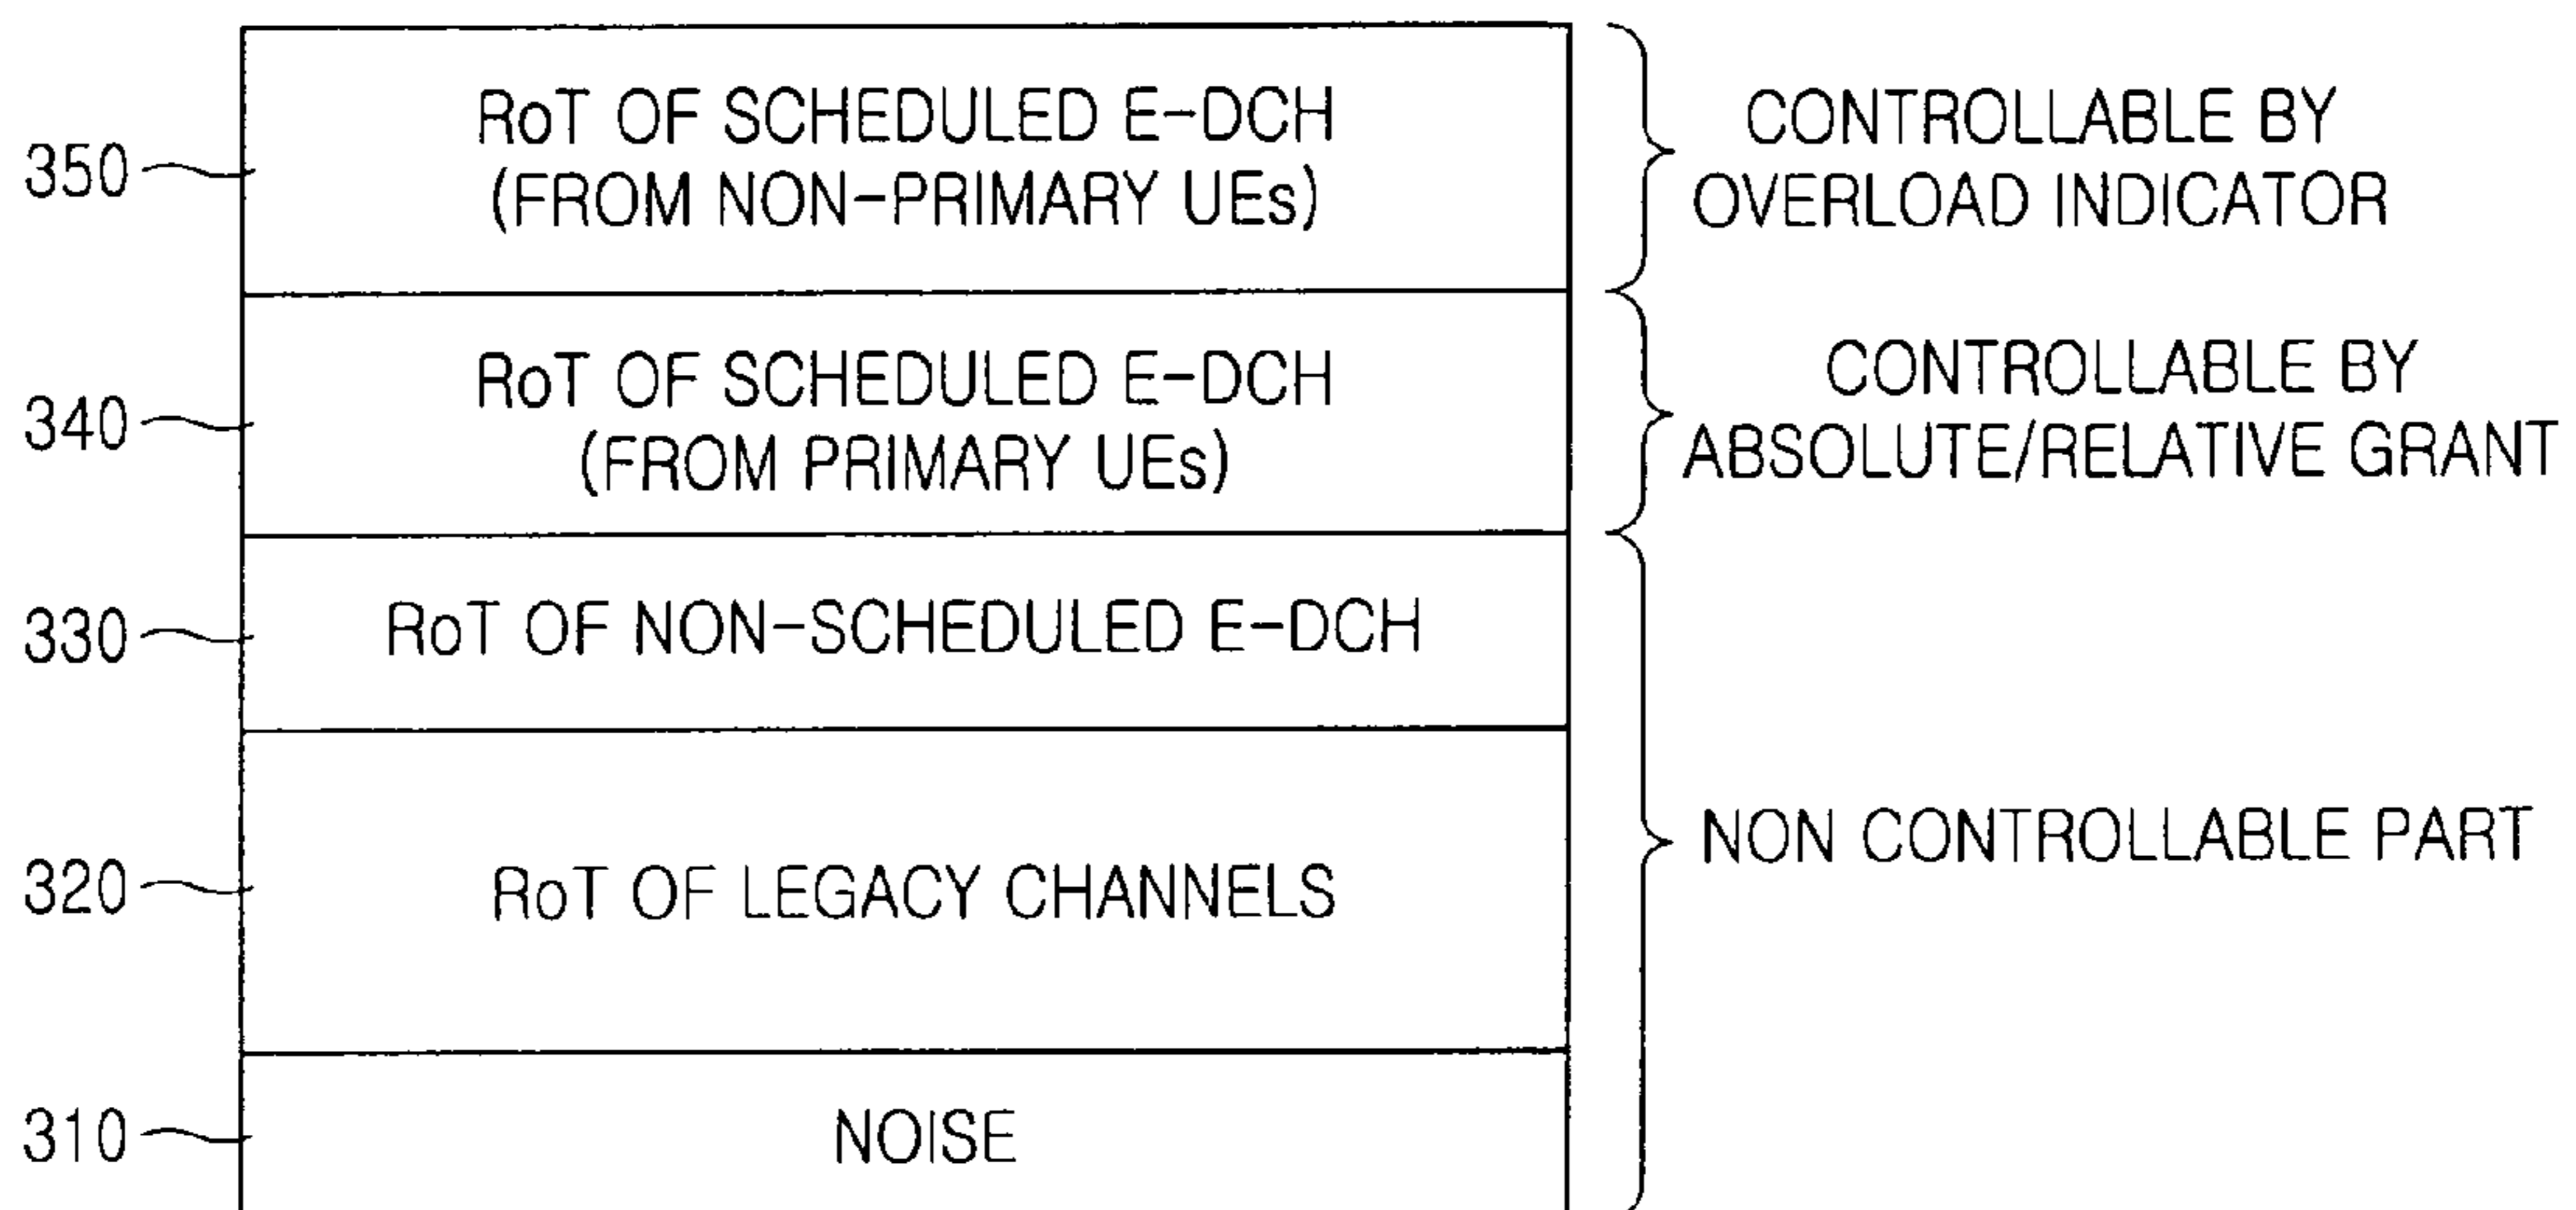 350
RoT OF SCHEDULED E-DCH
(FROM NON-PRIMARY UEs)
CONTROLLABLE BY
OVERLOAD INDICATOR
340
RoT OF SCHEDULED E-DCH
(FROM PRIMARY UEs)
CONTROLLABLE BY
ABSOLUTE/RELATIVE GRANT
330
RoT OF NON-SCHEDULED E-DCH
320
RoT OF LEGACY CHANNELS
NON CONTROLLABLE PART
310
NOISE